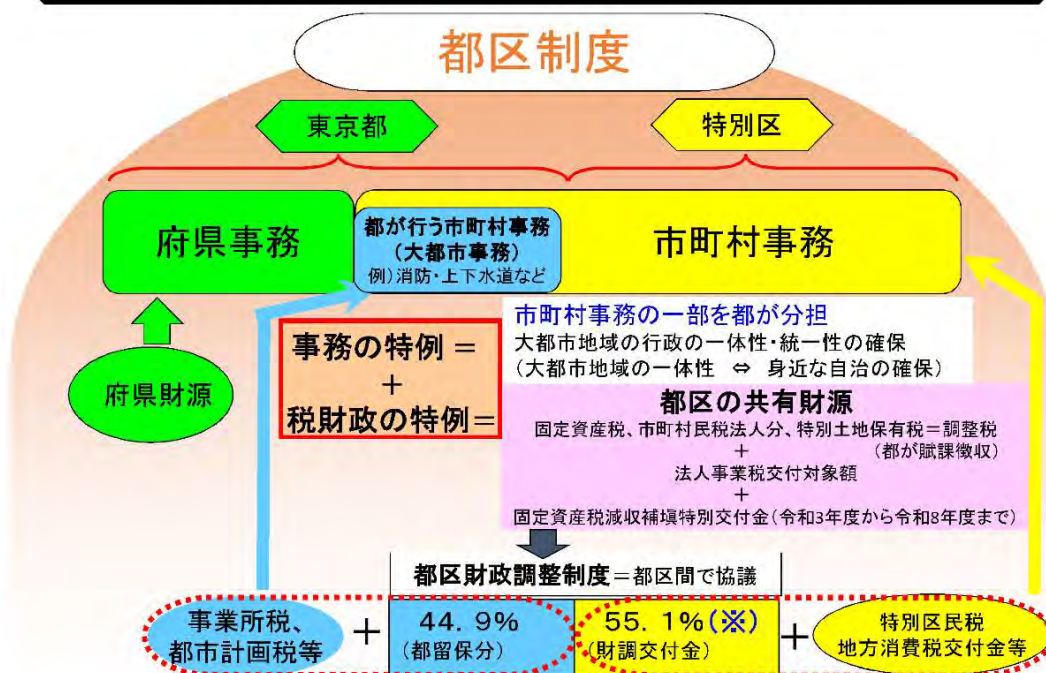 都区制度
東京都
特別区
府県事務
都が行う市町村事務
(大都市事務)
例)消防・上下水道など
市町村事務
府県財源
事務の特例 =
+
税財政の特例=
市町村事務の一部を都が分担
大都市地域の行政の一体性・統一性の確保
(大都市地域の一体性 ⇔ 身近な自治の確保)
都区の共有財源
固定資産税、市町村民税法人分、特別土地保有税=調整税
+ (都が賦課徴収)
法人事業税交付対象額
+
固定資産税減収補填特別交付金(令和3年度から令和8年度まで)
都区財政調整制度=都区間で協議
事業所税、
都市計画税等
+
44.9%
(都留保分)
55.1%(※)
(財調交付金)
+
特別区民税
地方消費税交付金等